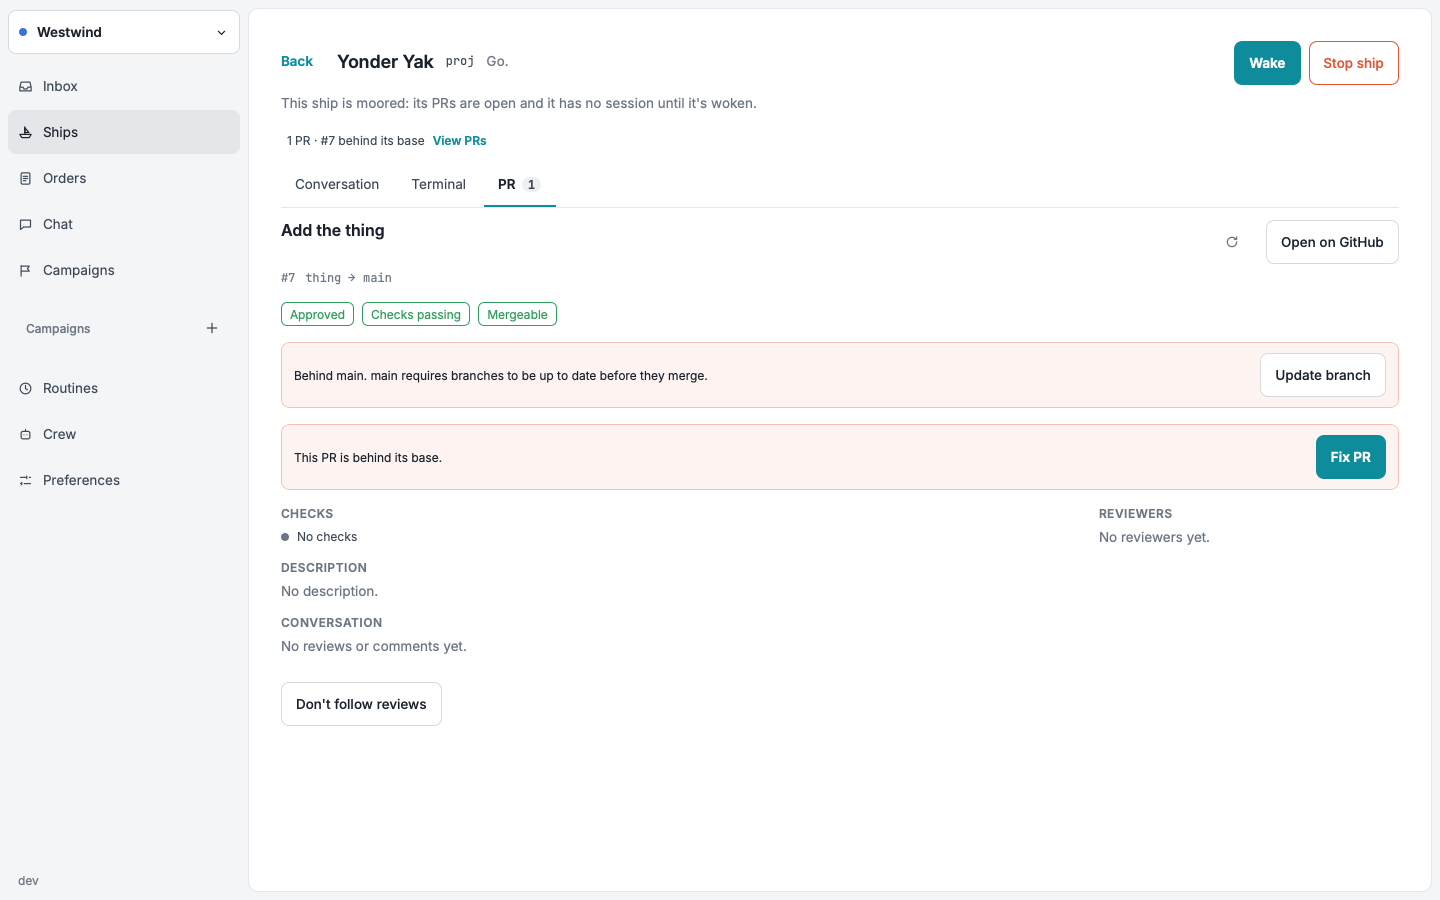 Westwind
Inbox
Ships
Orders
Chat
Campaigns
Campaigns
Routines
Crew
Preferences
dev
Back Yonder Yak proj Go.
Wake Stop ship
This ship is moored: its PRs are open and it has no session until it's woken.
1 PR · #7 behind its base View PRs
Conversation Terminal PR 1
Add the thing
Open on GitHub
#7 thing → main
Approved Checks passing Mergeable
Behind main. main requires branches to be up to date before they merge.
Update branch
This PR is behind its base.
Fix PR
CHECKS
No checks
DESCRIPTION
No description.
CONVERSATION
No reviews or comments yet.
REVIEWERS
No reviewers yet.
Don't follow reviews